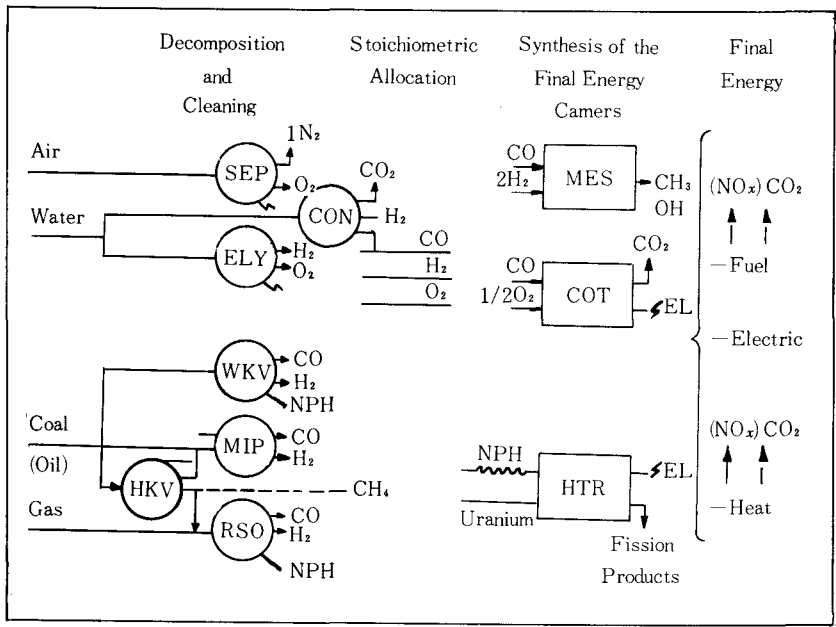 Decomposition
and
Cleaning
Stoichiometric
Allocation
Synthesis of the
Final Energy
Camers
Final
Energy
Air
SEP
1N₂
O₂
Water
CON
CO₂
H₂
ELY
H₂
O₂
CO
H₂
O₂
CO
2H₂
MES
CH₃
OH
CO
1/2O₂
COT
CO₂
EL
(NOx) CO₂
—Fuel
—Electric
WKV
CO
H₂
NPH
Coal
(Oil)
MIP
CO
H₂
HKV
CH₄
Gas
RSO
CO
H₂
NPH
NPH
Uranium
HTR
EL
Fission
Products
(NOx) CO₂
—Heat